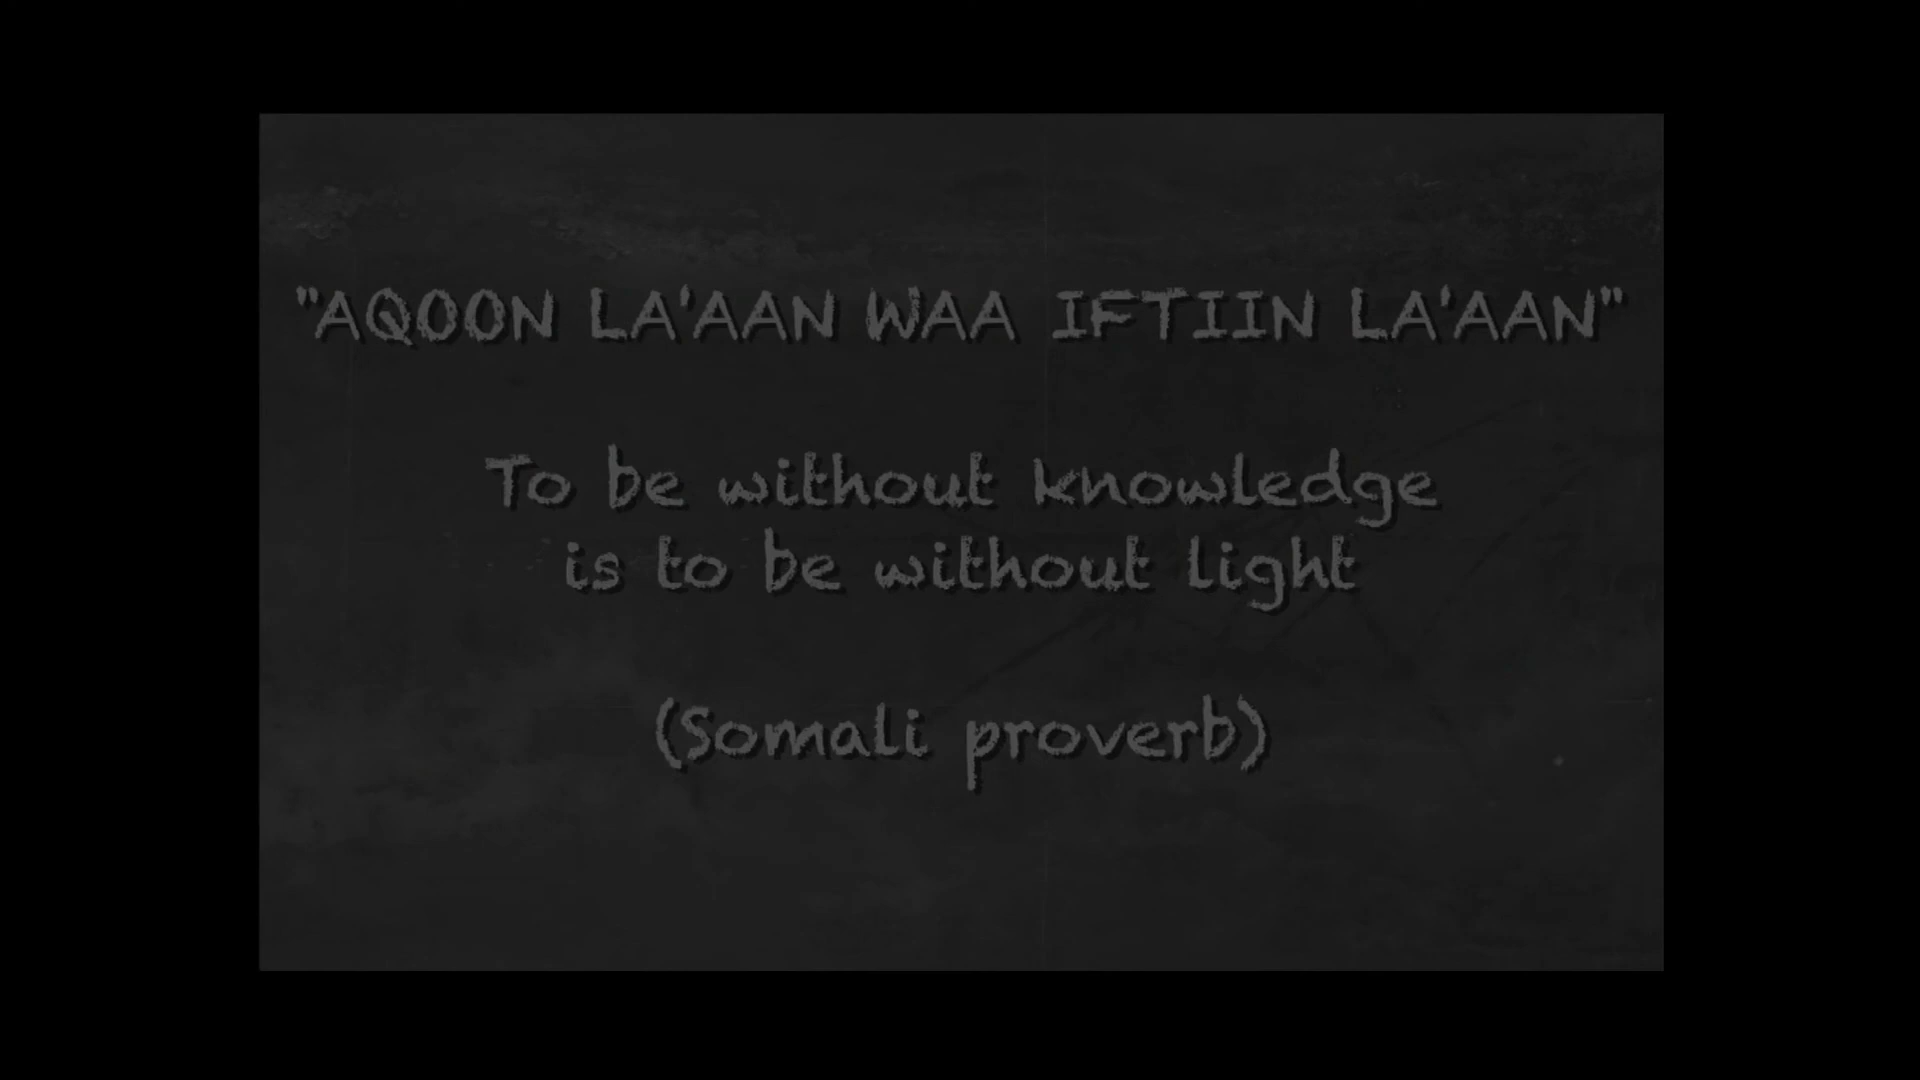 "AQOON LA'AAN WAA IFTIIN LA'AAN"
To be without knowledge
is to be without light
(Somali proverb)